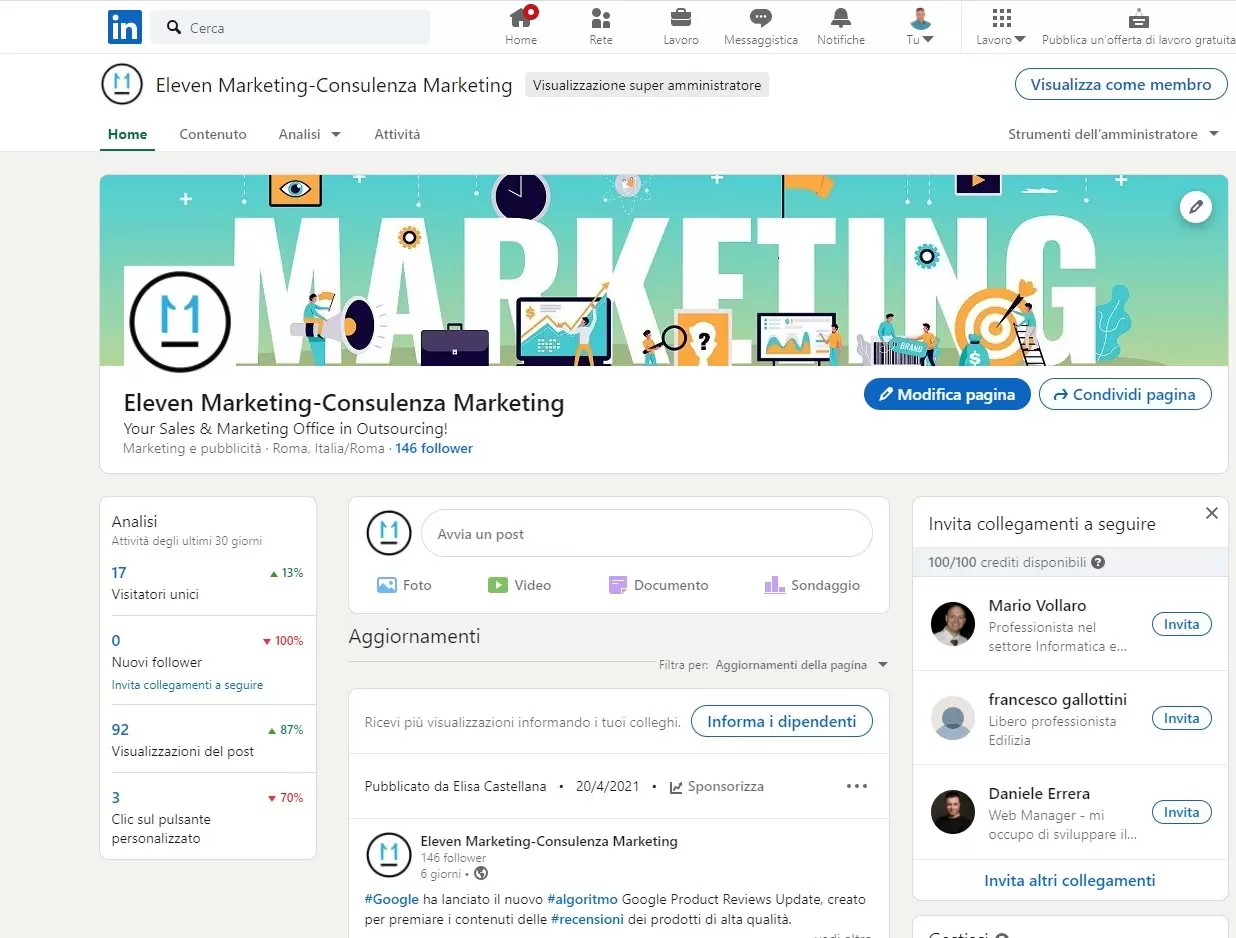 in
Cerca
Home
Rete
Lavoro
Messaggistica
Notifiche
Tu
Lavoro
Pubblica un'offerta di lavoro gratuita
Eleven Marketing-Consulenza Marketing
Visualizzazione super amministratore
Visualizza come membro
Home
Contenuto
Analisi
Attività
Strumenti dell'amministratore
MARKETING
$
?
BRAND
$
Eleven Marketing-Consulenza Marketing
Modifica pagina
Condividi pagina
Your Sales & Marketing Office in Outsourcing!
Marketing e pubblicità · Roma, Italia/Roma · 146 follower
Analisi
Attività degli ultimi 30 giorni
17
13%
Visitatori unici
0
100%
Nuovi follower
Invita collegamenti a seguire
92
87%
Visualizzazioni del post
3
70%
Clic sul pulsante
personalizzato
Avvia un post
Foto
Video
Documento
Sondaggio
Aggiornamenti
Filtra per: Aggiornamenti della pagina
Ricevi più visualizzazioni informando i tuoi colleghi.
Informa i dipendenti
Pubblicato da Elisa Castellana • 20/4/2021 • Sponsorizza
Eleven Marketing-Consulenza Marketing
146 follower
6 giorni •
#Google ha lanciato il nuovo #algoritmo Google Product Reviews Update, creato
per premiare i contenuti delle #recensioni dei prodotti di alta qualità.
Invita collegamenti a seguire
100/100 crediti disponibili ?
Mario Vollaro
Professionista nel
settore Informatica e...
Invita
francesco gallottini
Libero professionista
Edilizia
Invita
Daniele Errera
Web Manager - mi
occupo di sviluppare il...
Invita
Invita altri collegamenti